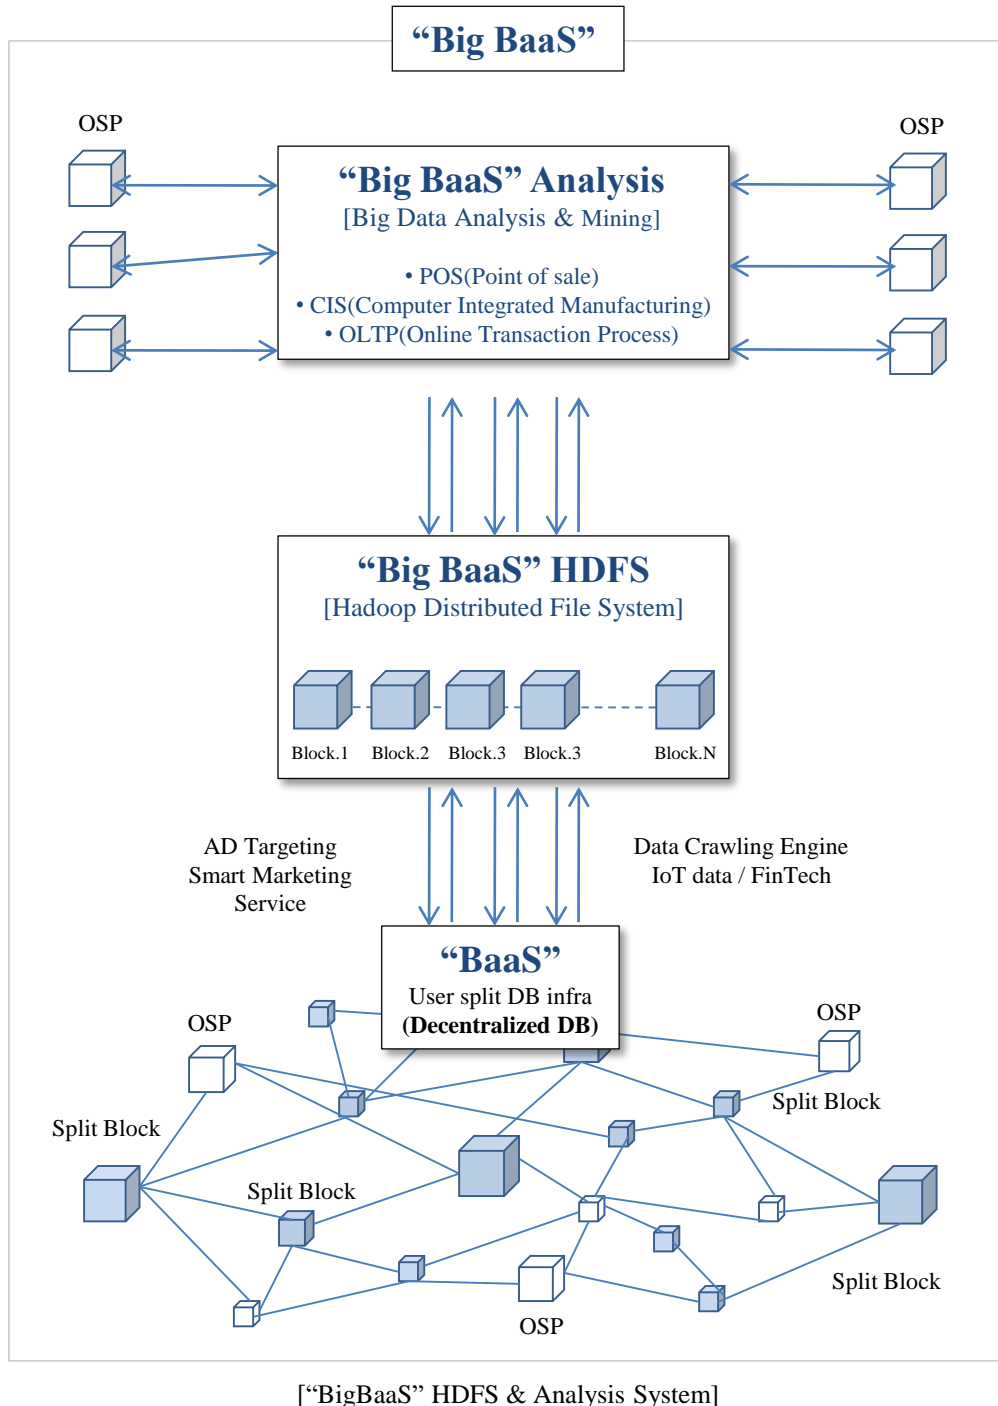 “Big BaaS”
OSP
OSP
“Big BaaS” Analysis
[Big Data Analysis & Mining]
• POS(Point of sale)
• CIS(Computer Integrated Manufacturing)
• OLTP(Online Transaction Process)
“Big BaaS” HDFS
[Hadoop Distributed File System]
Block.1 Block.2 Block.3 Block.3 Block.N
AD Targeting
Smart Marketing
Service
Data Crawling Engine
IoT data / FinTech
“BaaS”
User split DB infra
(Decentralized DB)
OSP
OSP
Split Block
Split Block
Split Block
Split Block
OSP
[“BigBaaS” HDFS & Analysis System]